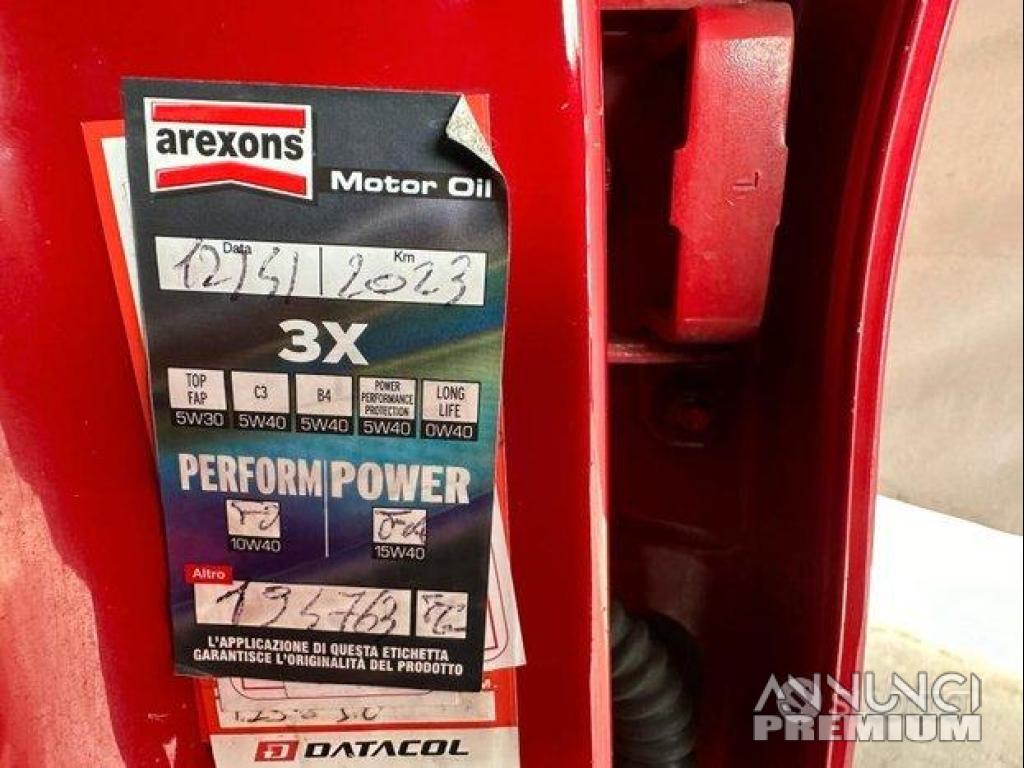 arexons
Motor Oil
Data Km
12/5/ 2023
3X
TOP FAP
5W30
C3
5W40
B4
5W40
POWER PERFORMANCE PROTECTION
5W40
LONG LIFE
0W40
PERFORM POWER
10W40 15W40
Altro
L'APPLICAZIONE DI QUESTA ETICHETTA
GARANTISCE L'ORIGINALITÀ DEL PRODOTTO
DATACOL
ANNUNCI
PREMIUM